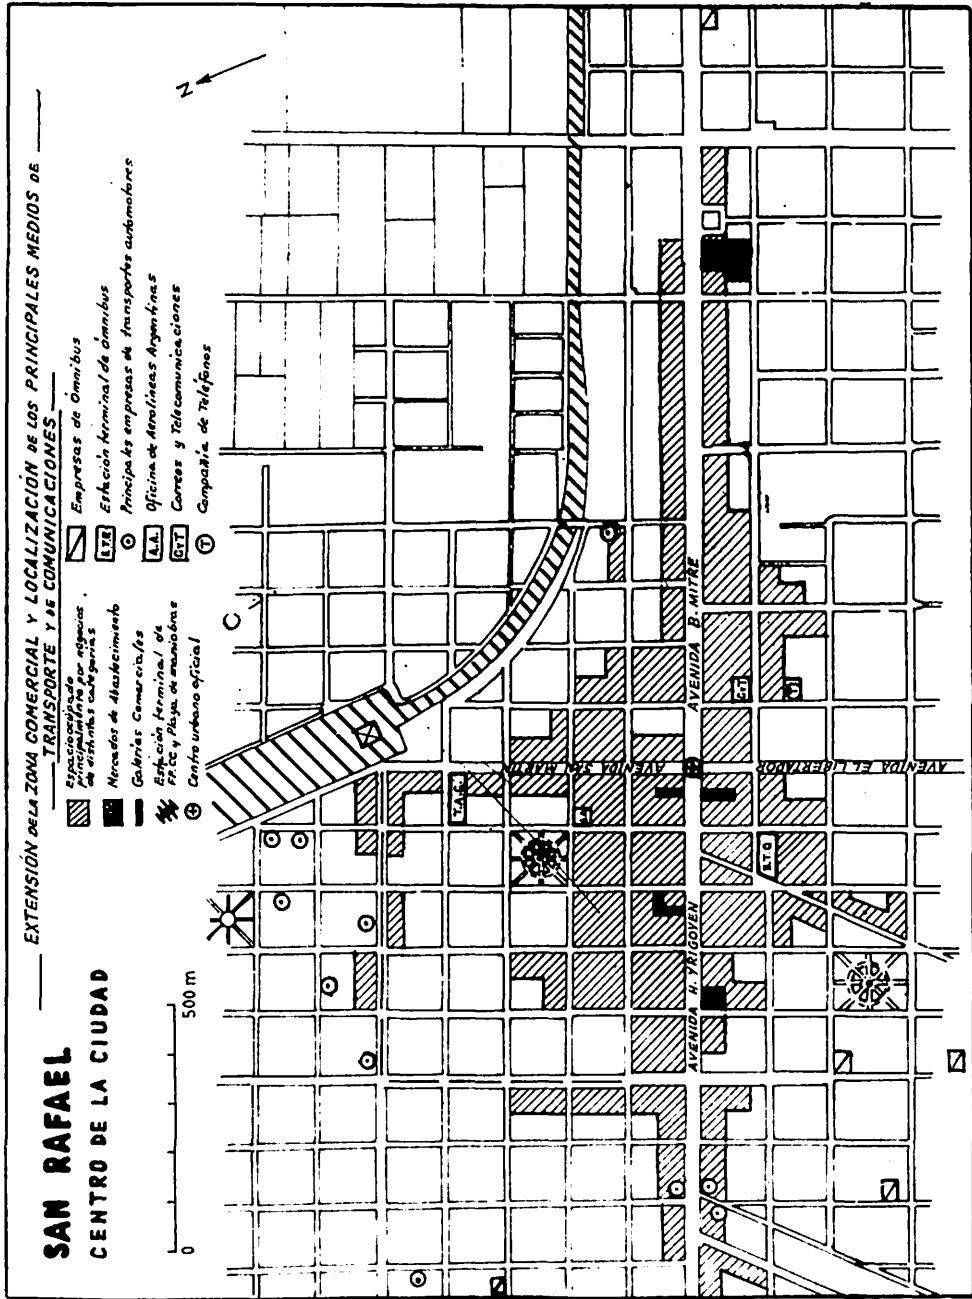 SAN RAFAEL
CENTRO DE LA CIUDAD
0 500 m
EXTENSIÓN DE LA ZONA COMERCIAL Y LOCALIZACIÓN DE LOS PRINCIPALES MEDIOS DE
TRANSPORTE Y DE COMUNICACIONES
Espacio ocupado
principalmente por negocios
de distintas categorías
Mercados de Abastecimiento
Galerías Comerciales
Estación terminal de
FF.CC y Playa de maniobras
Centro urbano oficial
Empresas de Omnibus
E.T.O. Estación terminal de ómnibus
Principales empresas de transportes automotores
A.A. Oficina de Aerolíneas Argentinas
CyT Correos y Telecomunicaciones
T Compañía de Teléfonos
N
T.A.C.
AVENIDA SAN MARTIN
AVENIDA H. YRIGOYEN
AVENIDA B. MITRE
AVENIDA EL LIBERTADOR
CyT
T
E.T.O.